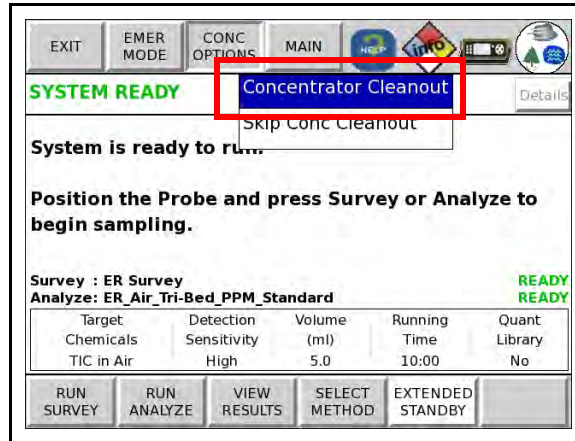 EXIT
EMER
MODE
CONC
OPTIONS
MAIN
HELP
info
Concentrator Cleanout
Skip Conc Cleanout
SYSTEM READY
Details
System is ready to run.
Position the Probe and press Survey or Analyze to
begin sampling.
Survey : ER Survey READY
Analyze: ER_Air_Tri-Bed_PPM_Standard READY
Target Detection Volume Running Quant
Chemicals Sensitivity (ml) Time Library
TIC in Air High 5.0 10:00 No
RUN
SURVEY
RUN
ANALYZE
VIEW
RESULTS
SELECT
METHOD
EXTENDED
STANDBY